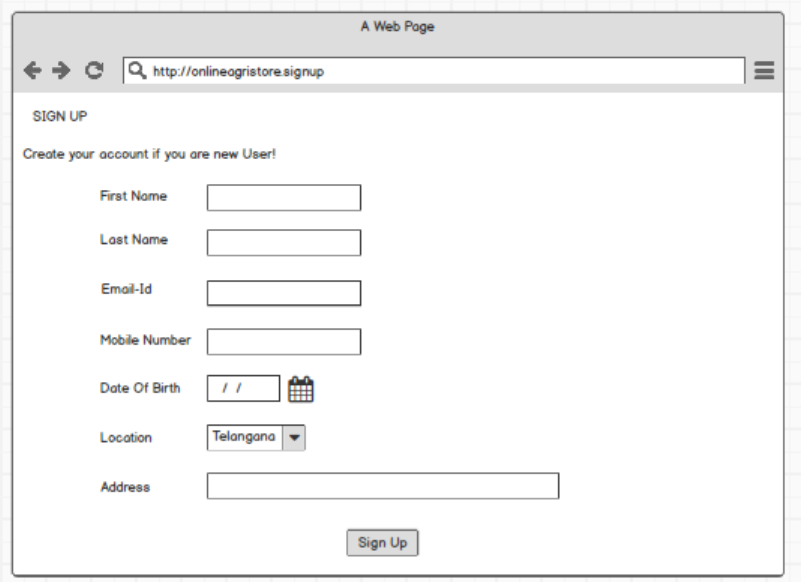 A Web Page
http://onlineagristore.signup
SIGN UP
Create your account if you are new User!
First Name
Last Name
Email-Id
Mobile Number
Date Of Birth / /
Location Telangana
Address
Sign Up